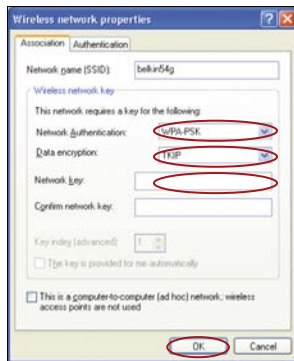 Wireless network properties
Association Authentication
Network name (SSID): belkin54g
Wireless network key
This network requires a key for the following:
Network Authentication: WPA-PSK
Data encryption: TKIP
Network key:
Confirm network key:
Key index (advanced): 1
The key is provided for me automatically
This is a computer-to-computer (ad hoc) network; wireless
access points are not used
OK Cancel